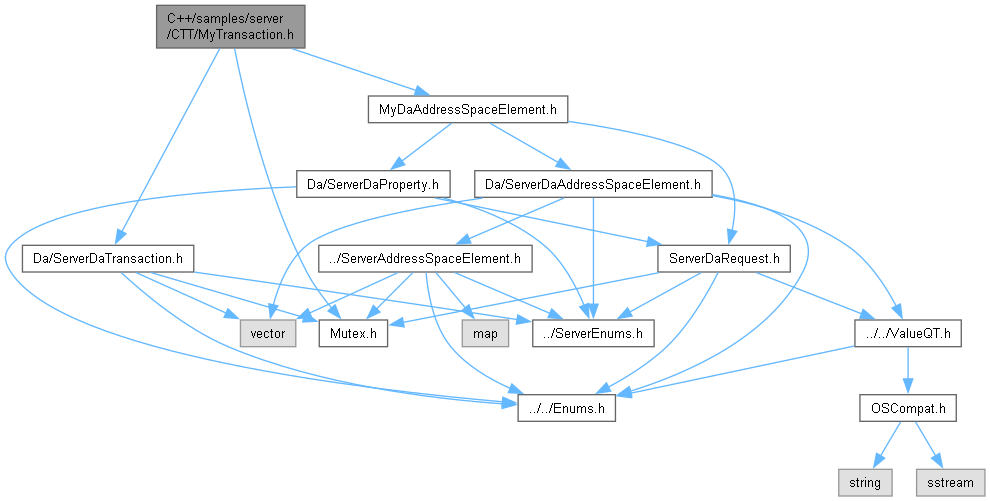 C++/samples/server
/CTT/MyTransaction.h
MyDaAddressSpaceElement.h
Da/ServerDaProperty.h
Da/ServerDaAddressSpaceElement.h
Da/ServerDaTransaction.h
../ServerAddressSpaceElement.h
ServerDaRequest.h
vector
Mutex.h
map
../ServerEnums.h
../../ValueQT.h
../../Enums.h
OSCompat.h
string
sstream